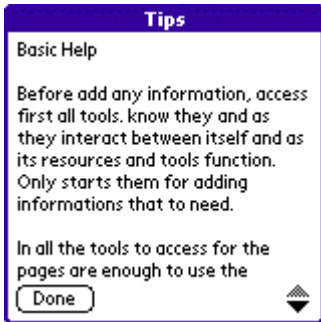 Tips
Basic Help
Before add any information, access
first all tools. know they and as
they interact between itself and as
its resources and tools function.
Only starts them for adding
informations that to need.
In all the tools to access for the
pages are enough to use the
Done